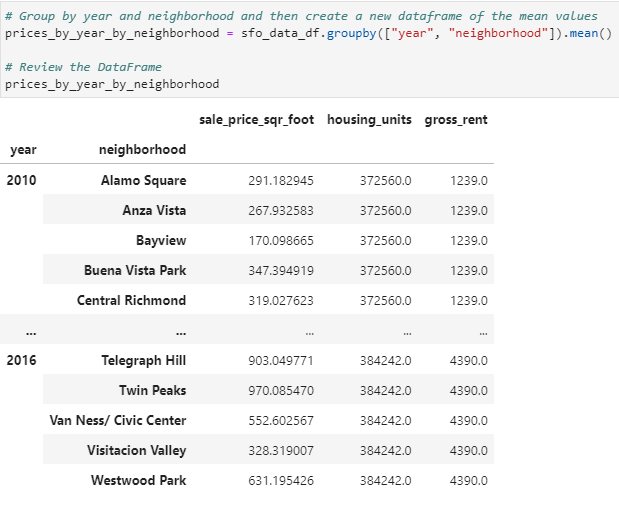 # Group by year and neighborhood and then create a new dataframe of the mean values
prices_by_year_by_neighborhood = sfo_data_df.groupby(["year", "neighborhood"]).mean()
# Review the DataFrame
prices_by_year_by_neighborhood
sale_price_sqr_foot housing_units gross_rent
year neighborhood
2010 Alamo Square 291.182945 372560.0 1239.0
Anza Vista 267.932583 372560.0 1239.0
Bayview 170.098665 372560.0 1239.0
Buena Vista Park 347.394919 372560.0 1239.0
Central Richmond 319.027623 372560.0 1239.0
... ... ... ... ...
2016 Telegraph Hill 903.049771 384242.0 4390.0
Twin Peaks 970.085470 384242.0 4390.0
Van Ness/ Civic Center 552.602567 384242.0 4390.0
Visitacion Valley 328.319007 384242.0 4390.0
Westwood Park 631.195426 384242.0 4390.0